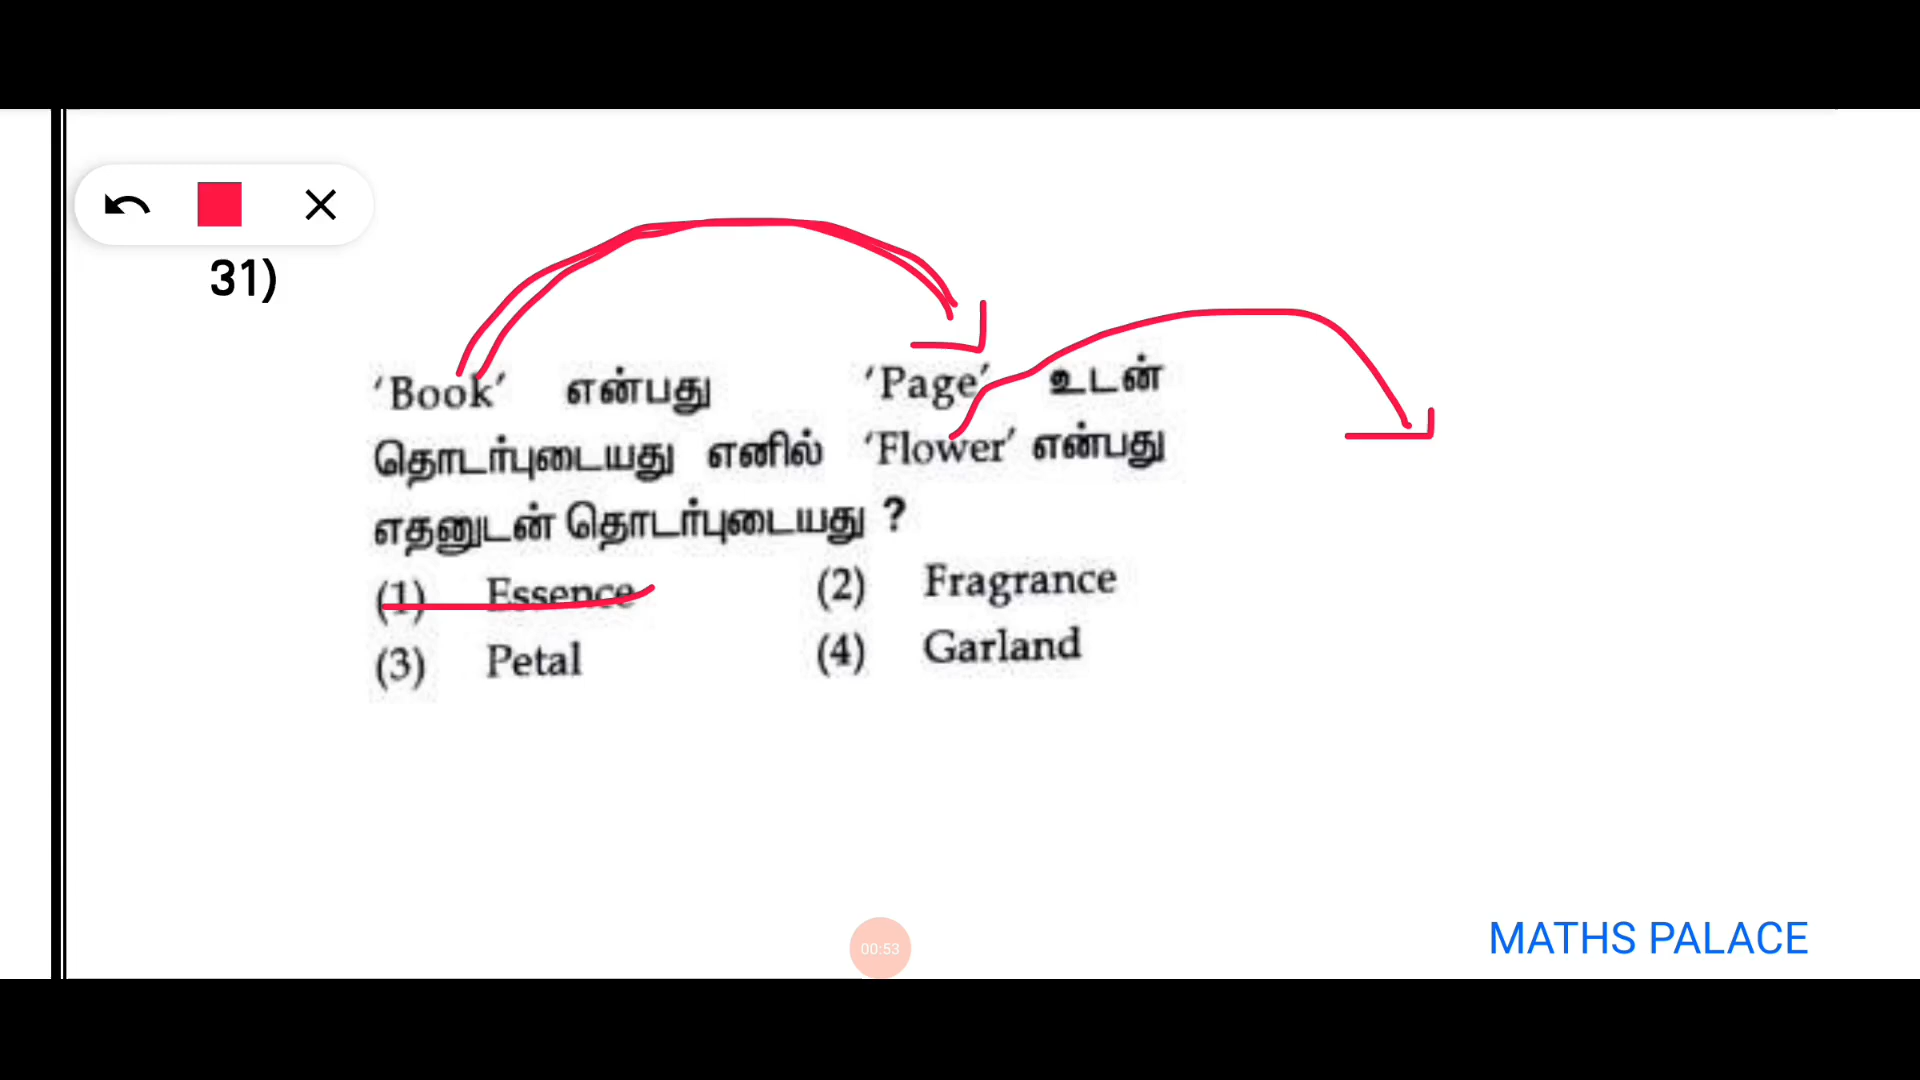 31)
‘Book’ என்பது ‘Page’ உடன்
தொடர்புடையது எனில் ‘Flower’ என்பது
எதனுடன் தொடர்புடையது ?
(1) Essence (2) Fragrance
(3) Petal (4) Garland
00:53
MATHS PALACE